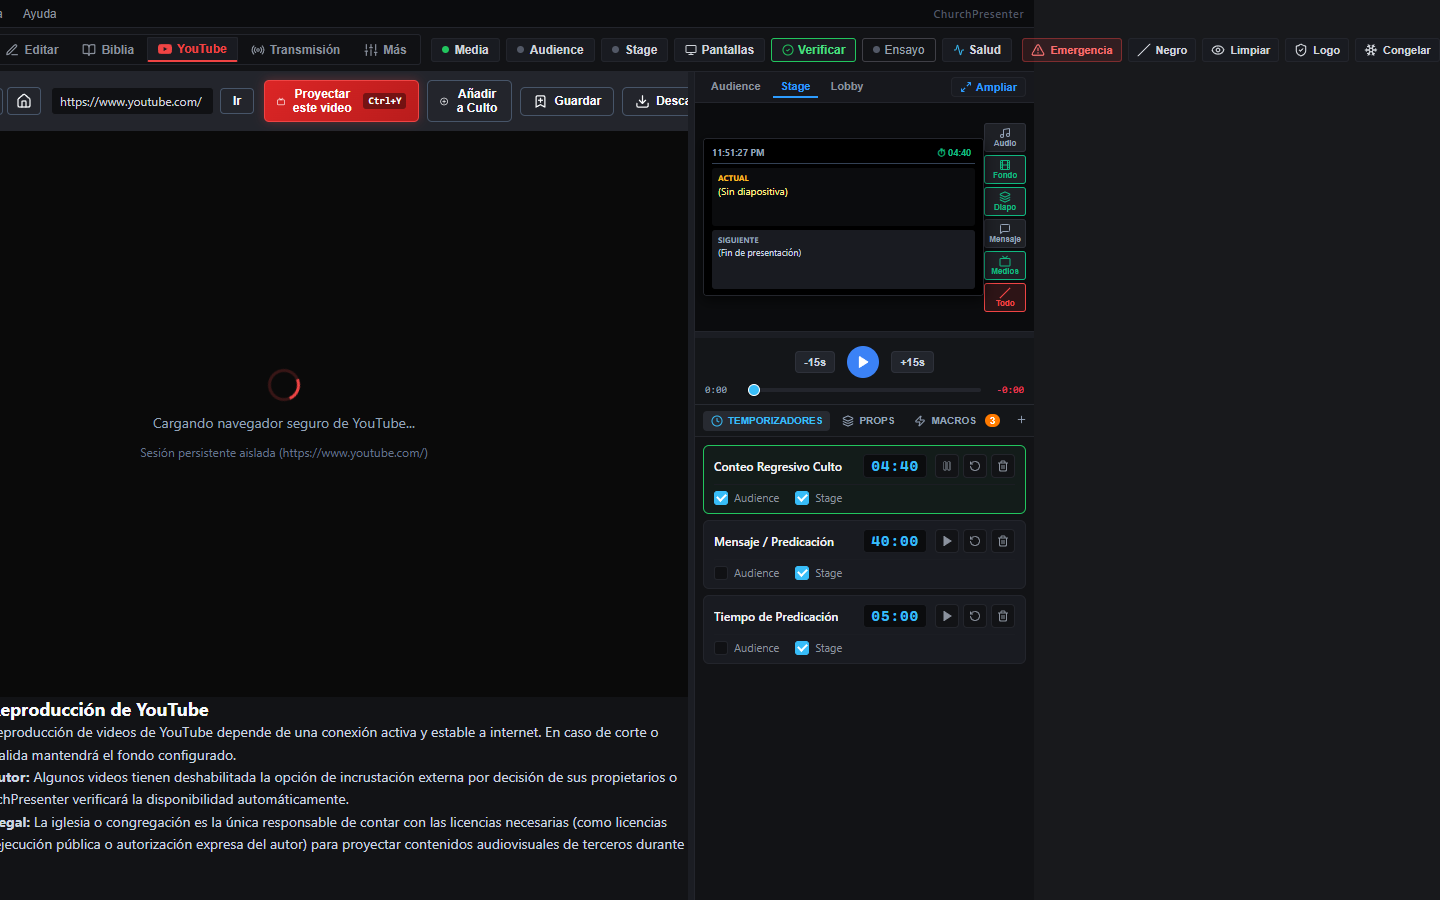 Ayuda
ChurchPresenter
Editar
Biblia
YouTube
Transmisión
Más
Media
Audience
Stage
Pantallas
Verificar
Ensayo
Salud
Emergencia
Negro
Limpiar
Logo
Congelar
https://www.youtube.com/
Ir
Proyectar
este video
Ctrl+Y
Añadir
a Culto
Guardar
Desca
Audience
Stage
Lobby
Ampliar
11:51:27 PM
04:40
ACTUAL
(Sin diapositiva)
SIGUIENTE
(Fin de presentación)
Audio
Fondo
Diapo
Mensaje
Medios
Todo
Cargando navegador seguro de YouTube...
Sesión persistente aislada (https://www.youtube.com/)
-15s
+15s
0:00
-0:00
TEMPORIZADORES
PROPS
MACROS
3
+
Conteo Regresivo Culto
04:40
Audience
Stage
Mensaje / Predicación
40:00
Audience
Stage
Tiempo de Predicación
05:00
Audience
Stage
eproducción de YouTube
eproducción de videos de YouTube depende de una conexión activa y estable a internet. En caso de corte o
alida mantendrá el fondo configurado.
utor: Algunos videos tienen deshabilitada la opción de incrustación externa por decisión de sus propietarios o
chPresenter verificará la disponibilidad automáticamente.
egal: La iglesia o congregación es la única responsable de contar con las licencias necesarias (como licencias
ejecución pública o autorización expresa del autor) para proyectar contenidos audiovisuales de terceros durante